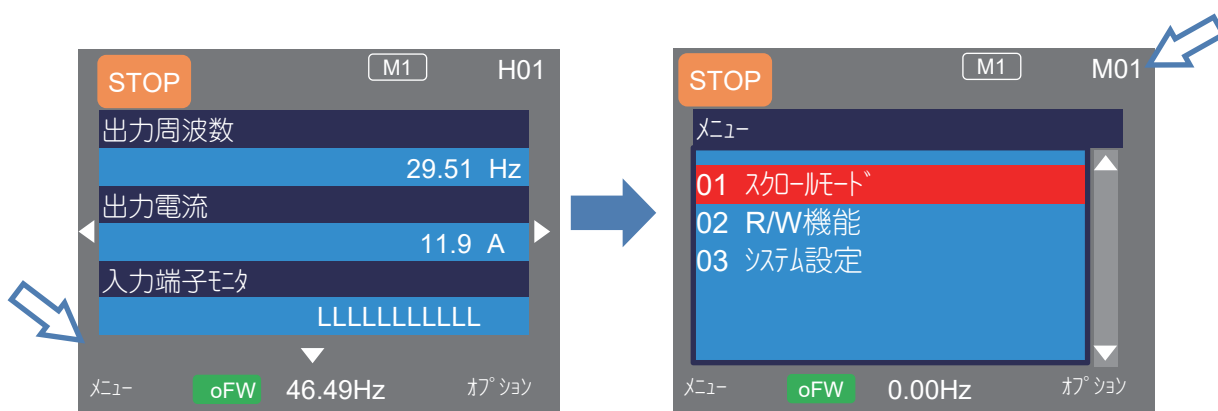 STOP M1 H01
出力周波数
29.51 Hz
出力電流
11.9 A
入力端子ﾓﾆﾀ
LLLLLLLLLLL
ﾒﾆｭｰ oFW 46.49Hz ｵﾌﾟｼｮﾝ
STOP M1 M01
ﾒﾆｭｰ
01 ｽｸﾛｰﾙﾓｰﾄﾞ
02 R/W機能
03 ｼｽﾃﾑ設定
ﾒﾆｭｰ oFW 0.00Hz ｵﾌﾟｼｮﾝ